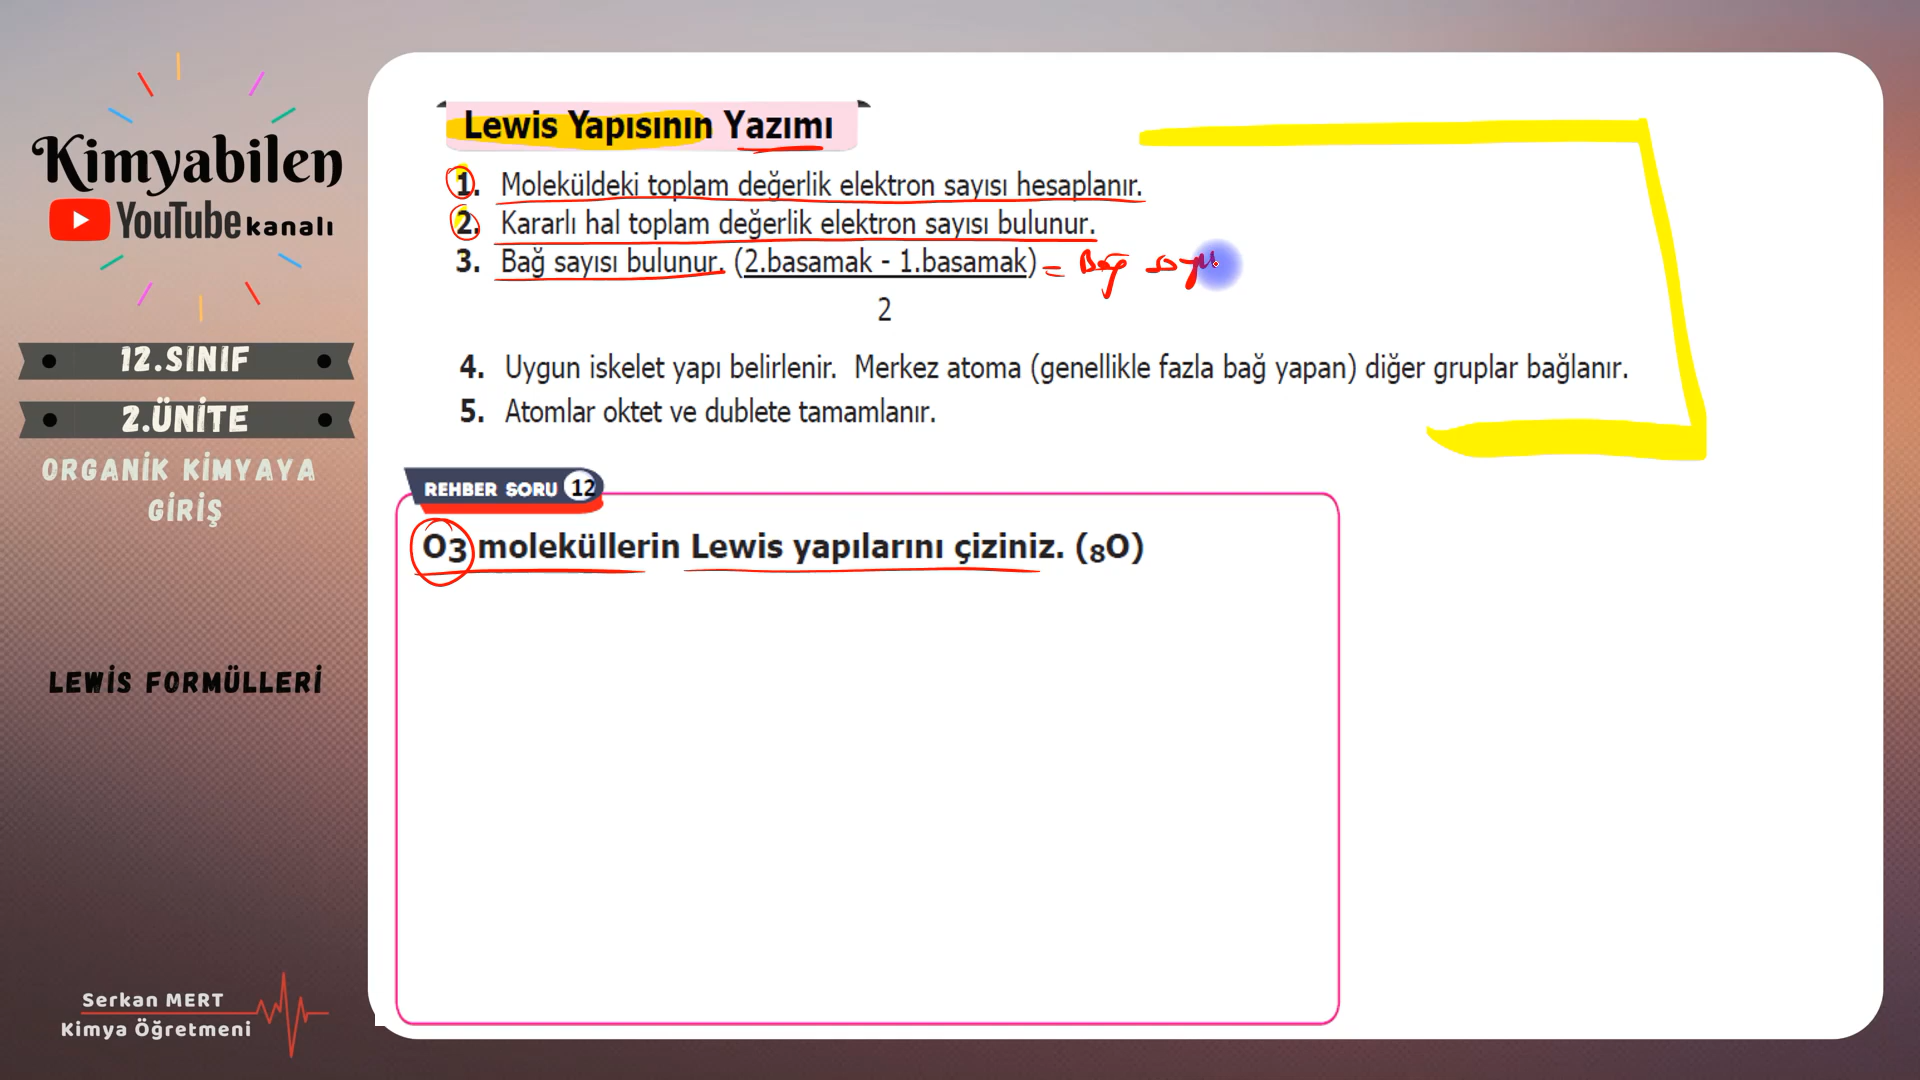 Kimyabilen
YouTube kanalı
12.SINIF
2.ÜNİTE
ORGANİK KİMYAYA
GİRİŞ
LEWİS FORMÜLLERİ
Serkan MERT
Kimya Öğretmeni
Lewis Yapısının Yazımı
1. Moleküldeki toplam değerlik elektron sayısı hesaplanır.
2. Kararlı hal toplam değerlik elektron sayısı bulunur.
3. Bağ sayısı bulunur. (2.basamak - 1.basamak) = Bağ sayı
2
4. Uygun iskelet yapı belirlenir. Merkez atoma (genellikle fazla bağ yapan) diğer gruplar bağlanır.
5. Atomlar oktet ve dublete tamamlanır.
REHBER SORU 12
O3 moleküllerin Lewis yapılarını çiziniz. (₈O)